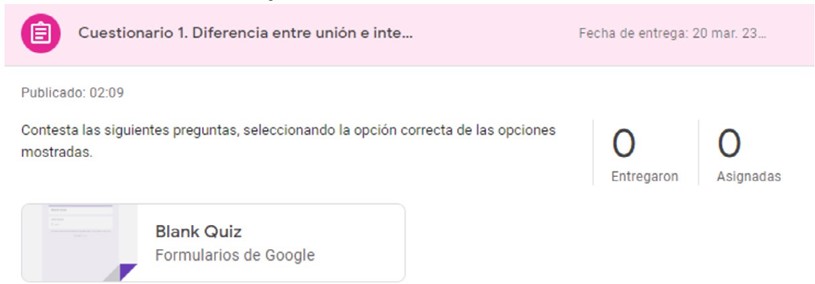 Cuestionario 1. Diferencia entre unión e inte...
Fecha de entrega: 20 mar. 23...
Publicado: 02:09
Contesta las siguientes preguntas, seleccionando la opción correcta de las opciones
mostradas.
0
Entregaron
0
Asignadas
Blank Quiz
Formularios de Google